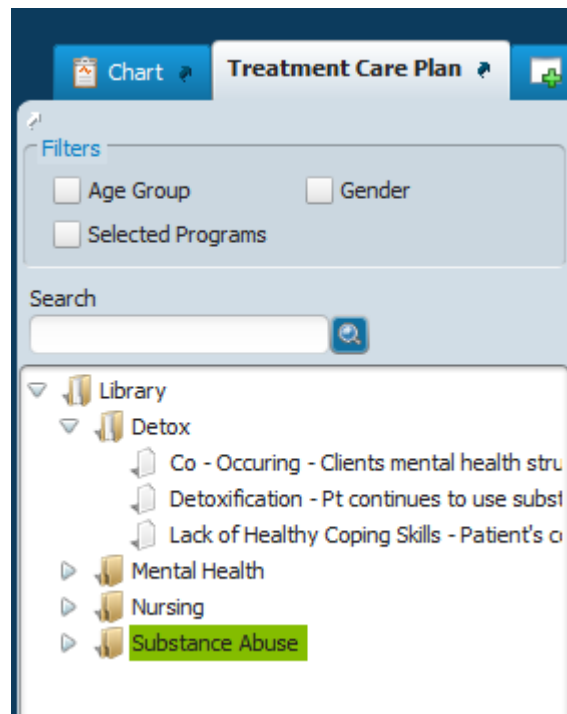 Chart Treatment Care Plan
Filters
Age Group Gender
Selected Programs
Search
Library
Detox
Co - Occuring - Clients mental health stru
Detoxification - Pt continues to use subst
Lack of Healthy Coping Skills - Patient's c
Mental Health
Nursing
Substance Abuse